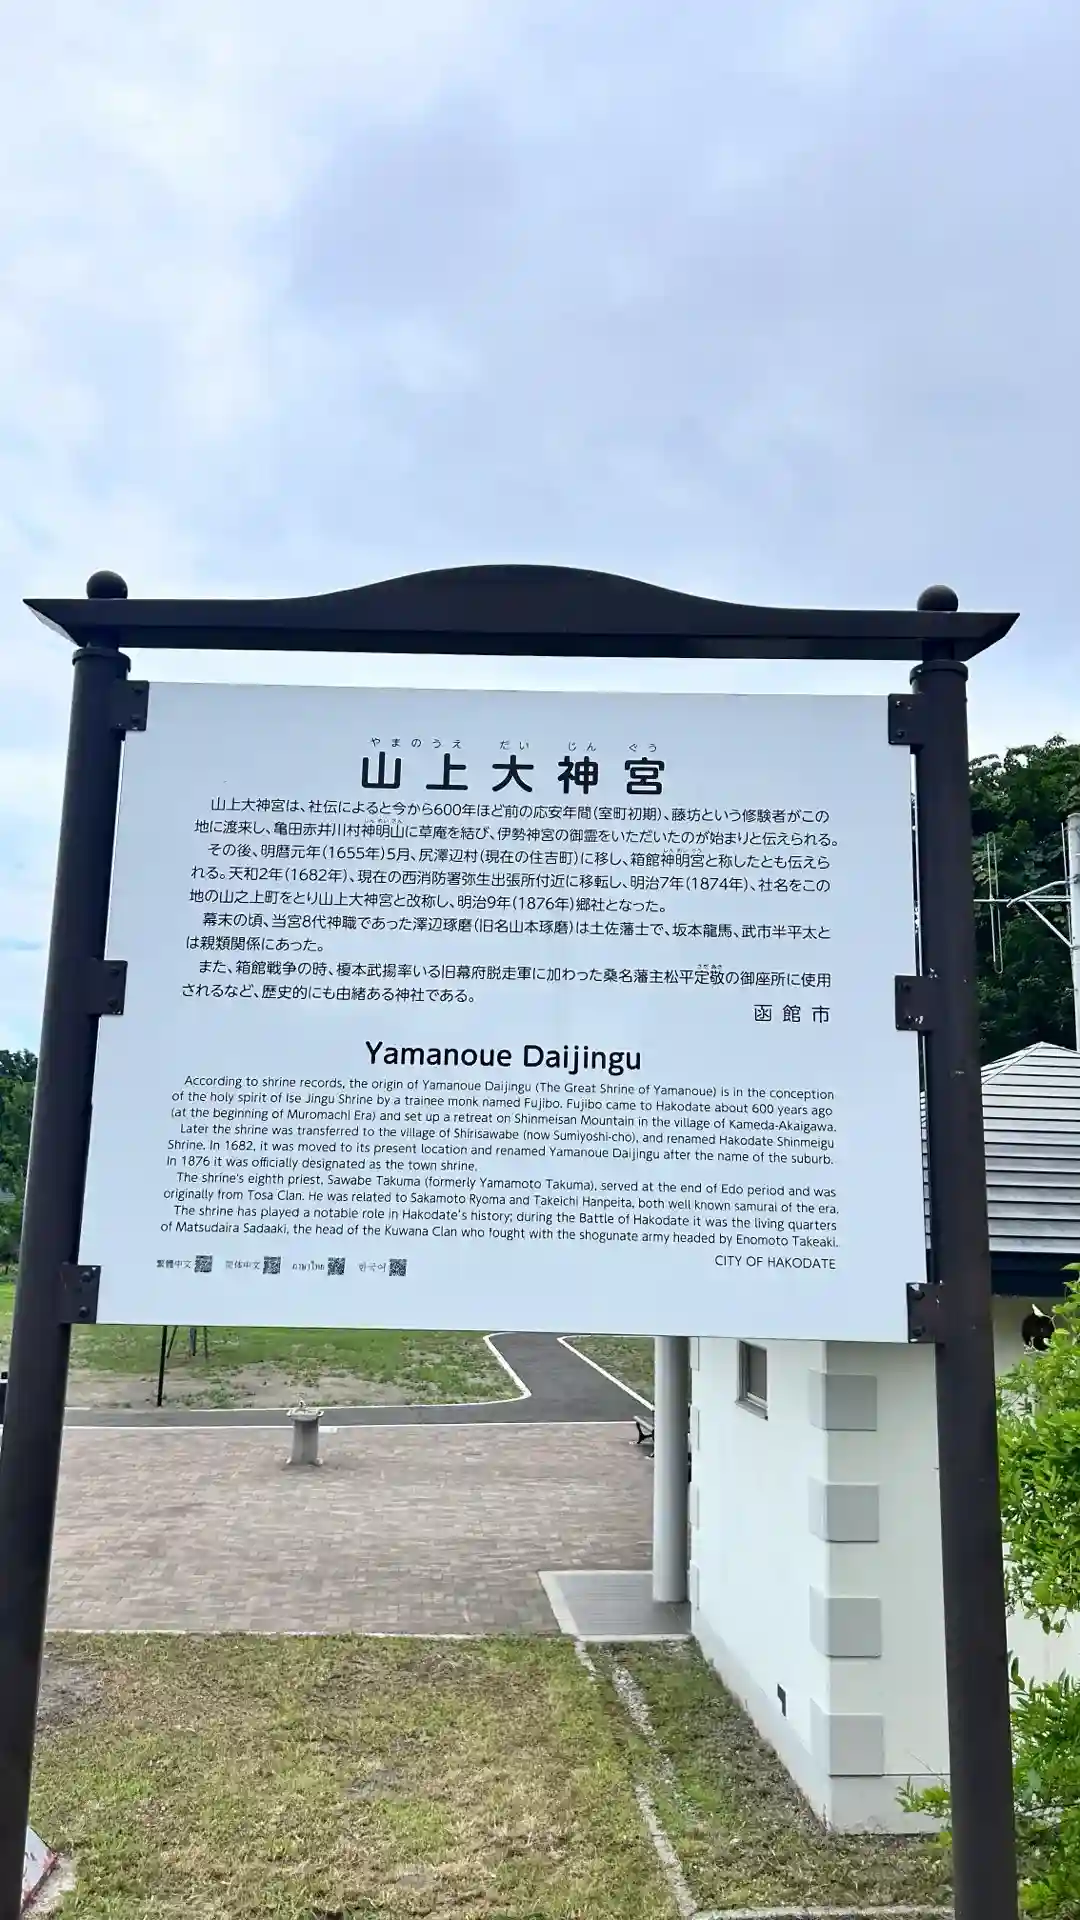 やまのうえ だい じん ぐう
山上大神宮
山上大神宮は、社伝によると今から600年ほど前の応安年間(室町初期)、藤坊という修験者がこの
地に渡来し、亀田赤井川村神明山に草庵を結び、伊勢神宮の御霊をいただいたのが始まりと伝えられる。
その後、明暦元年(1655年)5月、尻澤辺村(現在の住吉町)に移し、箱館神明宮と称したとも伝えら
れる。天和2年(1682年)、現在の西消防署弥生出張所付近に移転し、明治7年(1874年)、社名をこの
地の山之上町をとり山上大神宮と改称し、明治9年(1876年)郷社となった。
幕末の頃、当宮8代神職であった澤辺琢磨(旧名山本琢磨)は土佐藩士で、坂本龍馬、武市半平太と
は親類関係にあった。
また、箱館戦争の時、榎本武揚率いる旧幕府脱走軍に加わった桑名藩主松平定敬の御座所に使用
されるなど、歴史的にも由緒ある神社である。
函館市
Yamanoue Daijingu
According to shrine records, the origin of Yamanoue Daijingu (The Great Shrine of Yamanoue) is in the conception
of the holy spirit of Ise Jingu Shrine by a trainee monk named Fujibo. Fujibo came to Hakodate about 600 years ago
(at the beginning of Muromachi Era) and set up a retreat on Shinmeisan Mountain in the village of Kameda-Akaigawa.
Later the shrine was transferred to the village of Shirisawabe (now Sumiyoshi-cho), and renamed Hakodate Shinmeigu
Shrine. In 1682, it was moved to its present location and renamed Yamanoue Daijingu after the name of the suburb.
In 1876 it was officially designated as the town shrine.
The shrine's eighth priest, Sawabe Takuma (formerly Yamamoto Takuma), served at the end of Edo period and was
originally from Tosa Clan. He was related to Sakamoto Ryoma and Takeichi Hanpeita, both well known samurai of the era.
The shrine has played a notable role in Hakodate's history; during the Battle of Hakodate it was the living quarters
of Matsudaira Sadaaki, the head of the Kuwana Clan who fought with the shogunate army headed by Enomoto Takeaki.
繁體中文 简体中文 ภาษาไทย 한국어
CITY OF HAKODATE